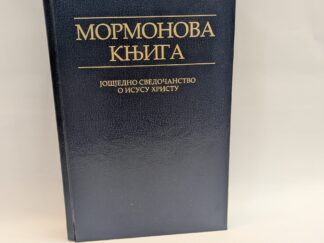 МОРМОНОВА
КЊИГА
ЈОШЈЕДНО СВЕДОЧАНСТВО
О ИСУСУ ХРИСТУ